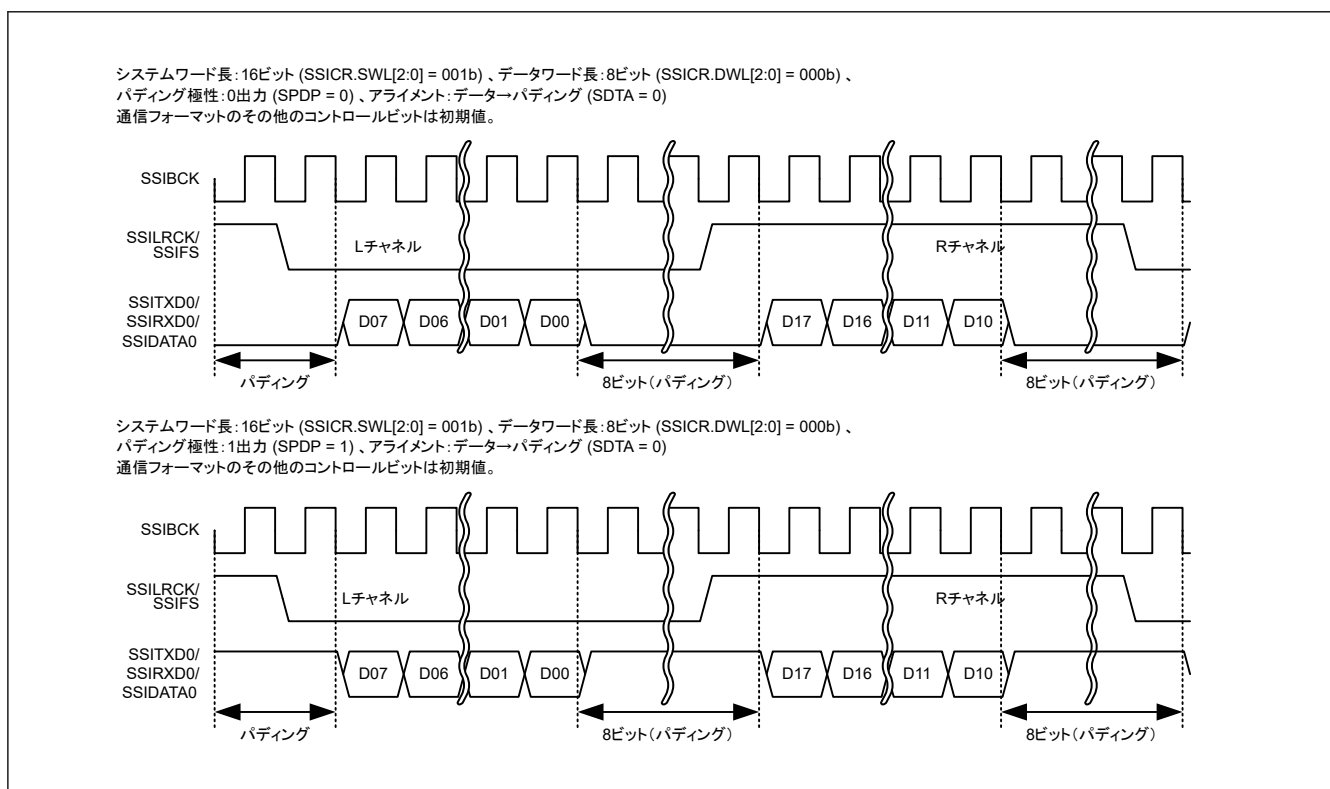 システムワード長：16ビット (SSICR.SWL[2:0] = 001b) 、データワード長：8ビット (SSICR.DWL[2:0] = 000b) 、
パディング極性：0出力 (SPDP = 0) 、アライメント：データ→パディング (SDTA = 0)
通信フォーマットのその他のコントロールビットは初期値。
SSIBCK
SSILRCK/
SSIFS
Lチャネル
Rチャネル
SSITXD0/
SSIRXD0/
SSIDATA0
D07 D06 D01 D00 D17 D16 D11 D10
パディング
8ビット（パディング）
8ビット（パディング）
システムワード長：16ビット (SSICR.SWL[2:0] = 001b) 、データワード長：8ビット (SSICR.DWL[2:0] = 000b) 、
パディング極性：1出力 (SPDP = 1) 、アライメント：データ→パディング (SDTA = 0)
通信フォーマットのその他のコントロールビットは初期値。
SSIBCK
SSILRCK/
SSIFS
Lチャネル
Rチャネル
SSITXD0/
SSIRXD0/
SSIDATA0
D07 D06 D01 D00 D17 D16 D11 D10
パディング
8ビット（パディング）
8ビット（パディング）